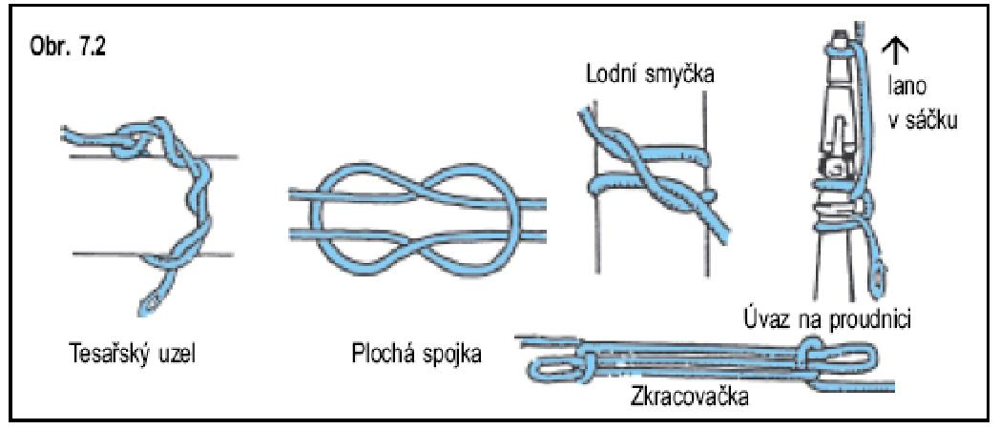 Obr. 7.2
Lodní smyčka
lano
v sáčku
Tesařský uzel
Plochá spojka
Úvaz na proudnici
Zkracovačka